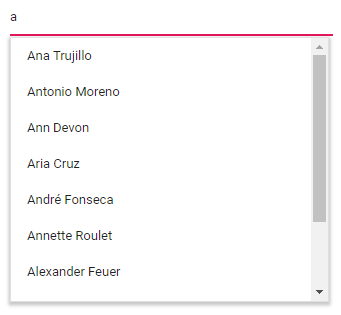 a
Ana Trujillo
Antonio Moreno
Ann Devon
Aria Cruz
André Fonseca
Annette Roulet
Alexander Feuer